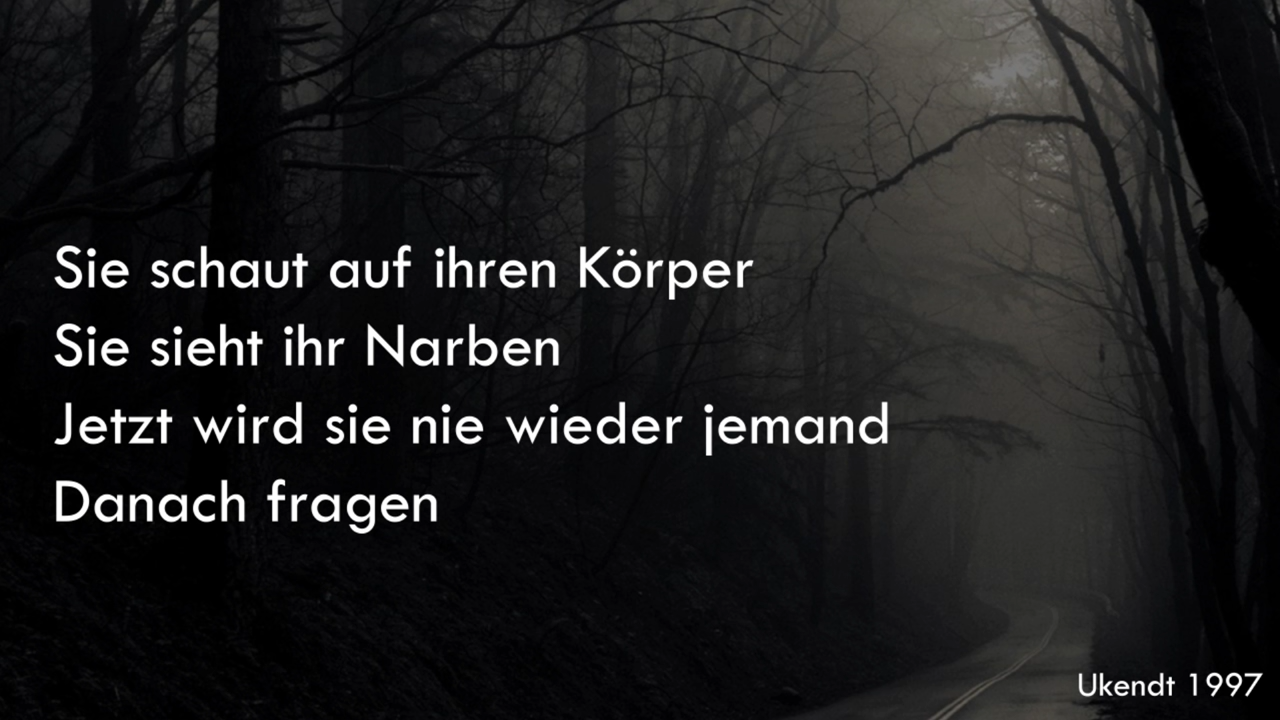 Sie schaut auf ihren Körper
Sie sieht ihr Narben
Jetzt wird sie nie wieder jemand
Danach fragen
Ukendt 1997